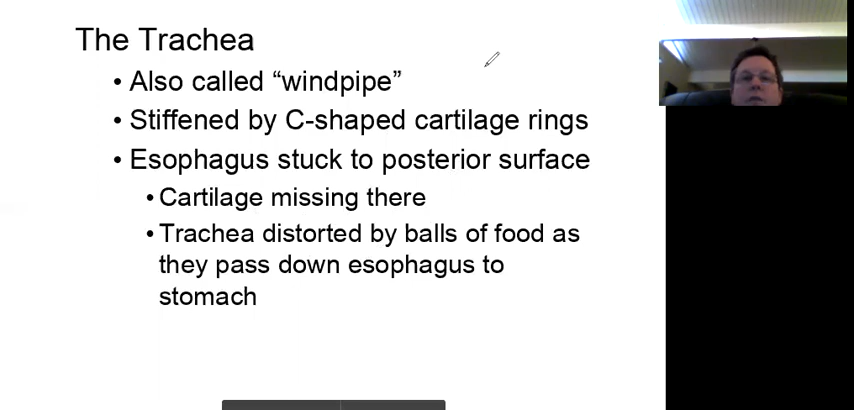 The Trachea
• Also called “windpipe”
• Stiffened by C-shaped cartilage rings
• Esophagus stuck to posterior surface
• Cartilage missing there
• Trachea distorted by balls of food as
they pass down esophagus to
stomach